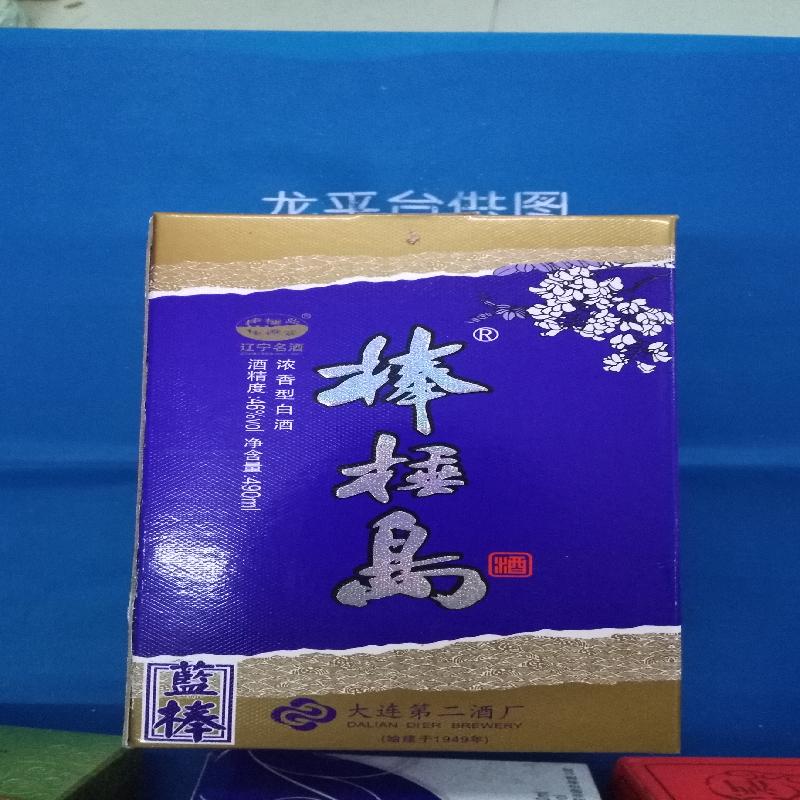 龙平台供图
棒棰岛
®
酒
辽宁名酒
浓香型白酒
酒精度:46%vol 净含量:490ml
藍棒
大连第二酒厂
DALIAN DIER BREWERY
(始建于1949年)